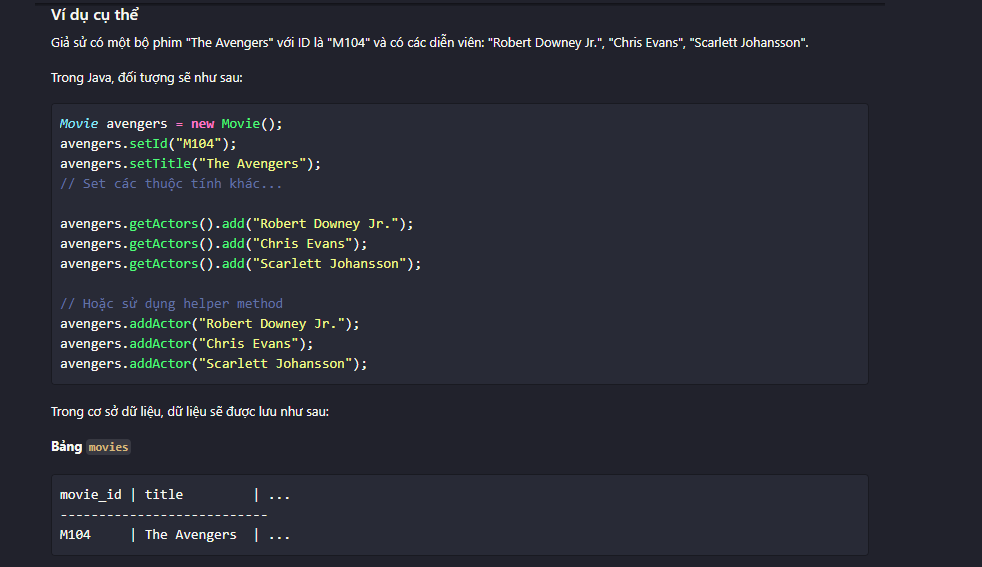 Ví dụ cụ thể
Giả sử có một bộ phim "The Avengers" với ID là "M104" và có các diễn viên: "Robert Downey Jr.", "Chris Evans", "Scarlett Johansson".
Trong Java, đối tượng sẽ như sau:
Movie avengers = new Movie();
avengers.setId("M104");
avengers.setTitle("The Avengers");
// Set các thuộc tính khác...
avengers.getActors().add("Robert Downey Jr.");
avengers.getActors().add("Chris Evans");
avengers.getActors().add("Scarlett Johansson");
// Hoặc sử dụng helper method
avengers.addActor("Robert Downey Jr.");
avengers.addActor("Chris Evans");
avengers.addActor("Scarlett Johansson");
Trong cơ sở dữ liệu, dữ liệu sẽ được lưu như sau:
Bảng movies
movie_id | title         | ...
---------------------------
M104     | The Avengers  | ...